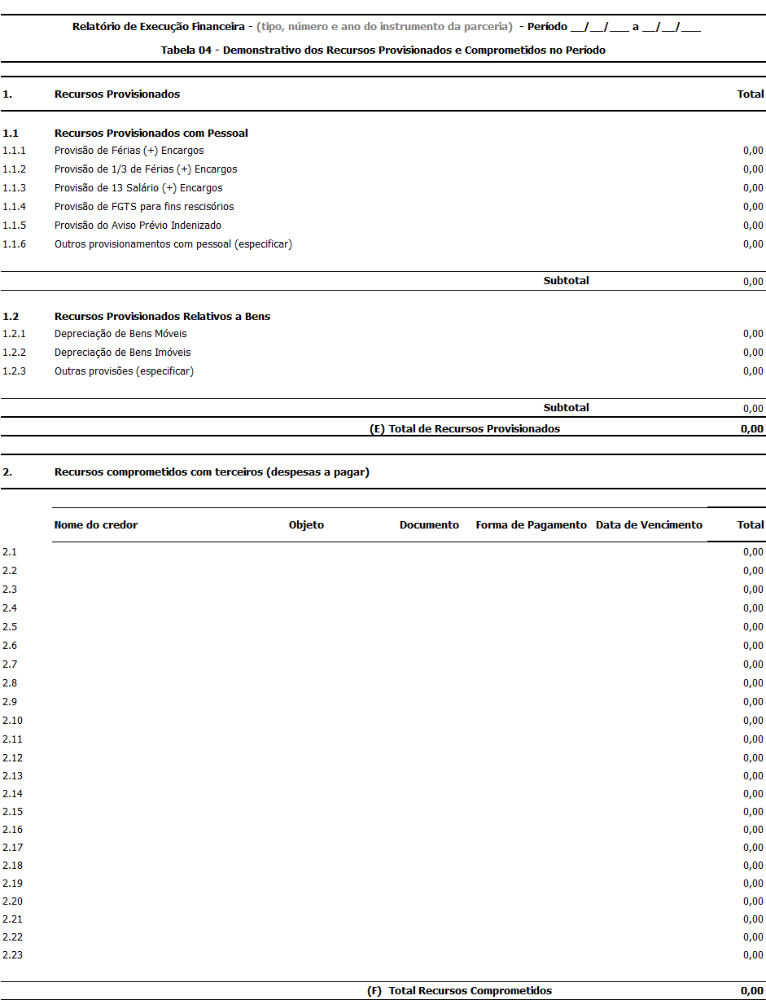 Relatório de Execução Financeira - (tipo, número e ano do instrumento da parceria) - Período __/__/___ a __/__/___
Tabela 04 - Demonstrativo dos Recursos Provisionados e Comprometidos no Período
1. Recursos Provisionados Total
1.1 Recursos Provisionados com Pessoal
1.1.1 Provisão de Férias (+) Encargos 0,00
1.1.2 Provisão de 1/3 de Férias (+) Encargos 0,00
1.1.3 Provisão de 13 Salário (+) Encargos 0,00
1.1.4 Provisão de FGTS para fins rescisórios 0,00
1.1.5 Provisão do Aviso Prévio Indenizado 0,00
1.1.6 Outros provisionamentos com pessoal (especificar) 0,00
Subtotal 0,00
1.2 Recursos Provisionados Relativos a Bens
1.2.1 Depreciação de Bens Móveis 0,00
1.2.2 Depreciação de Bens Imóveis 0,00
1.2.3 Outras provisões (especificar) 0,00
Subtotal 0,00
(E) Total de Recursos Provisionados 0,00
2. Recursos comprometidos com terceiros (despesas a pagar)
Nome do credor Objeto Documento Forma de Pagamento Data de Vencimento Total
2.1 0,00
2.2 0,00
2.3 0,00
2.4 0,00
2.5 0,00
2.6 0,00
2.7 0,00
2.8 0,00
2.9 0,00
2.10 0,00
2.11 0,00
2.12 0,00
2.13 0,00
2.14 0,00
2.15 0,00
2.16 0,00
2.17 0,00
2.18 0,00
2.19 0,00
2.20 0,00
2.21 0,00
2.22 0,00
2.23 0,00
(F) Total Recursos Comprometidos 0,00